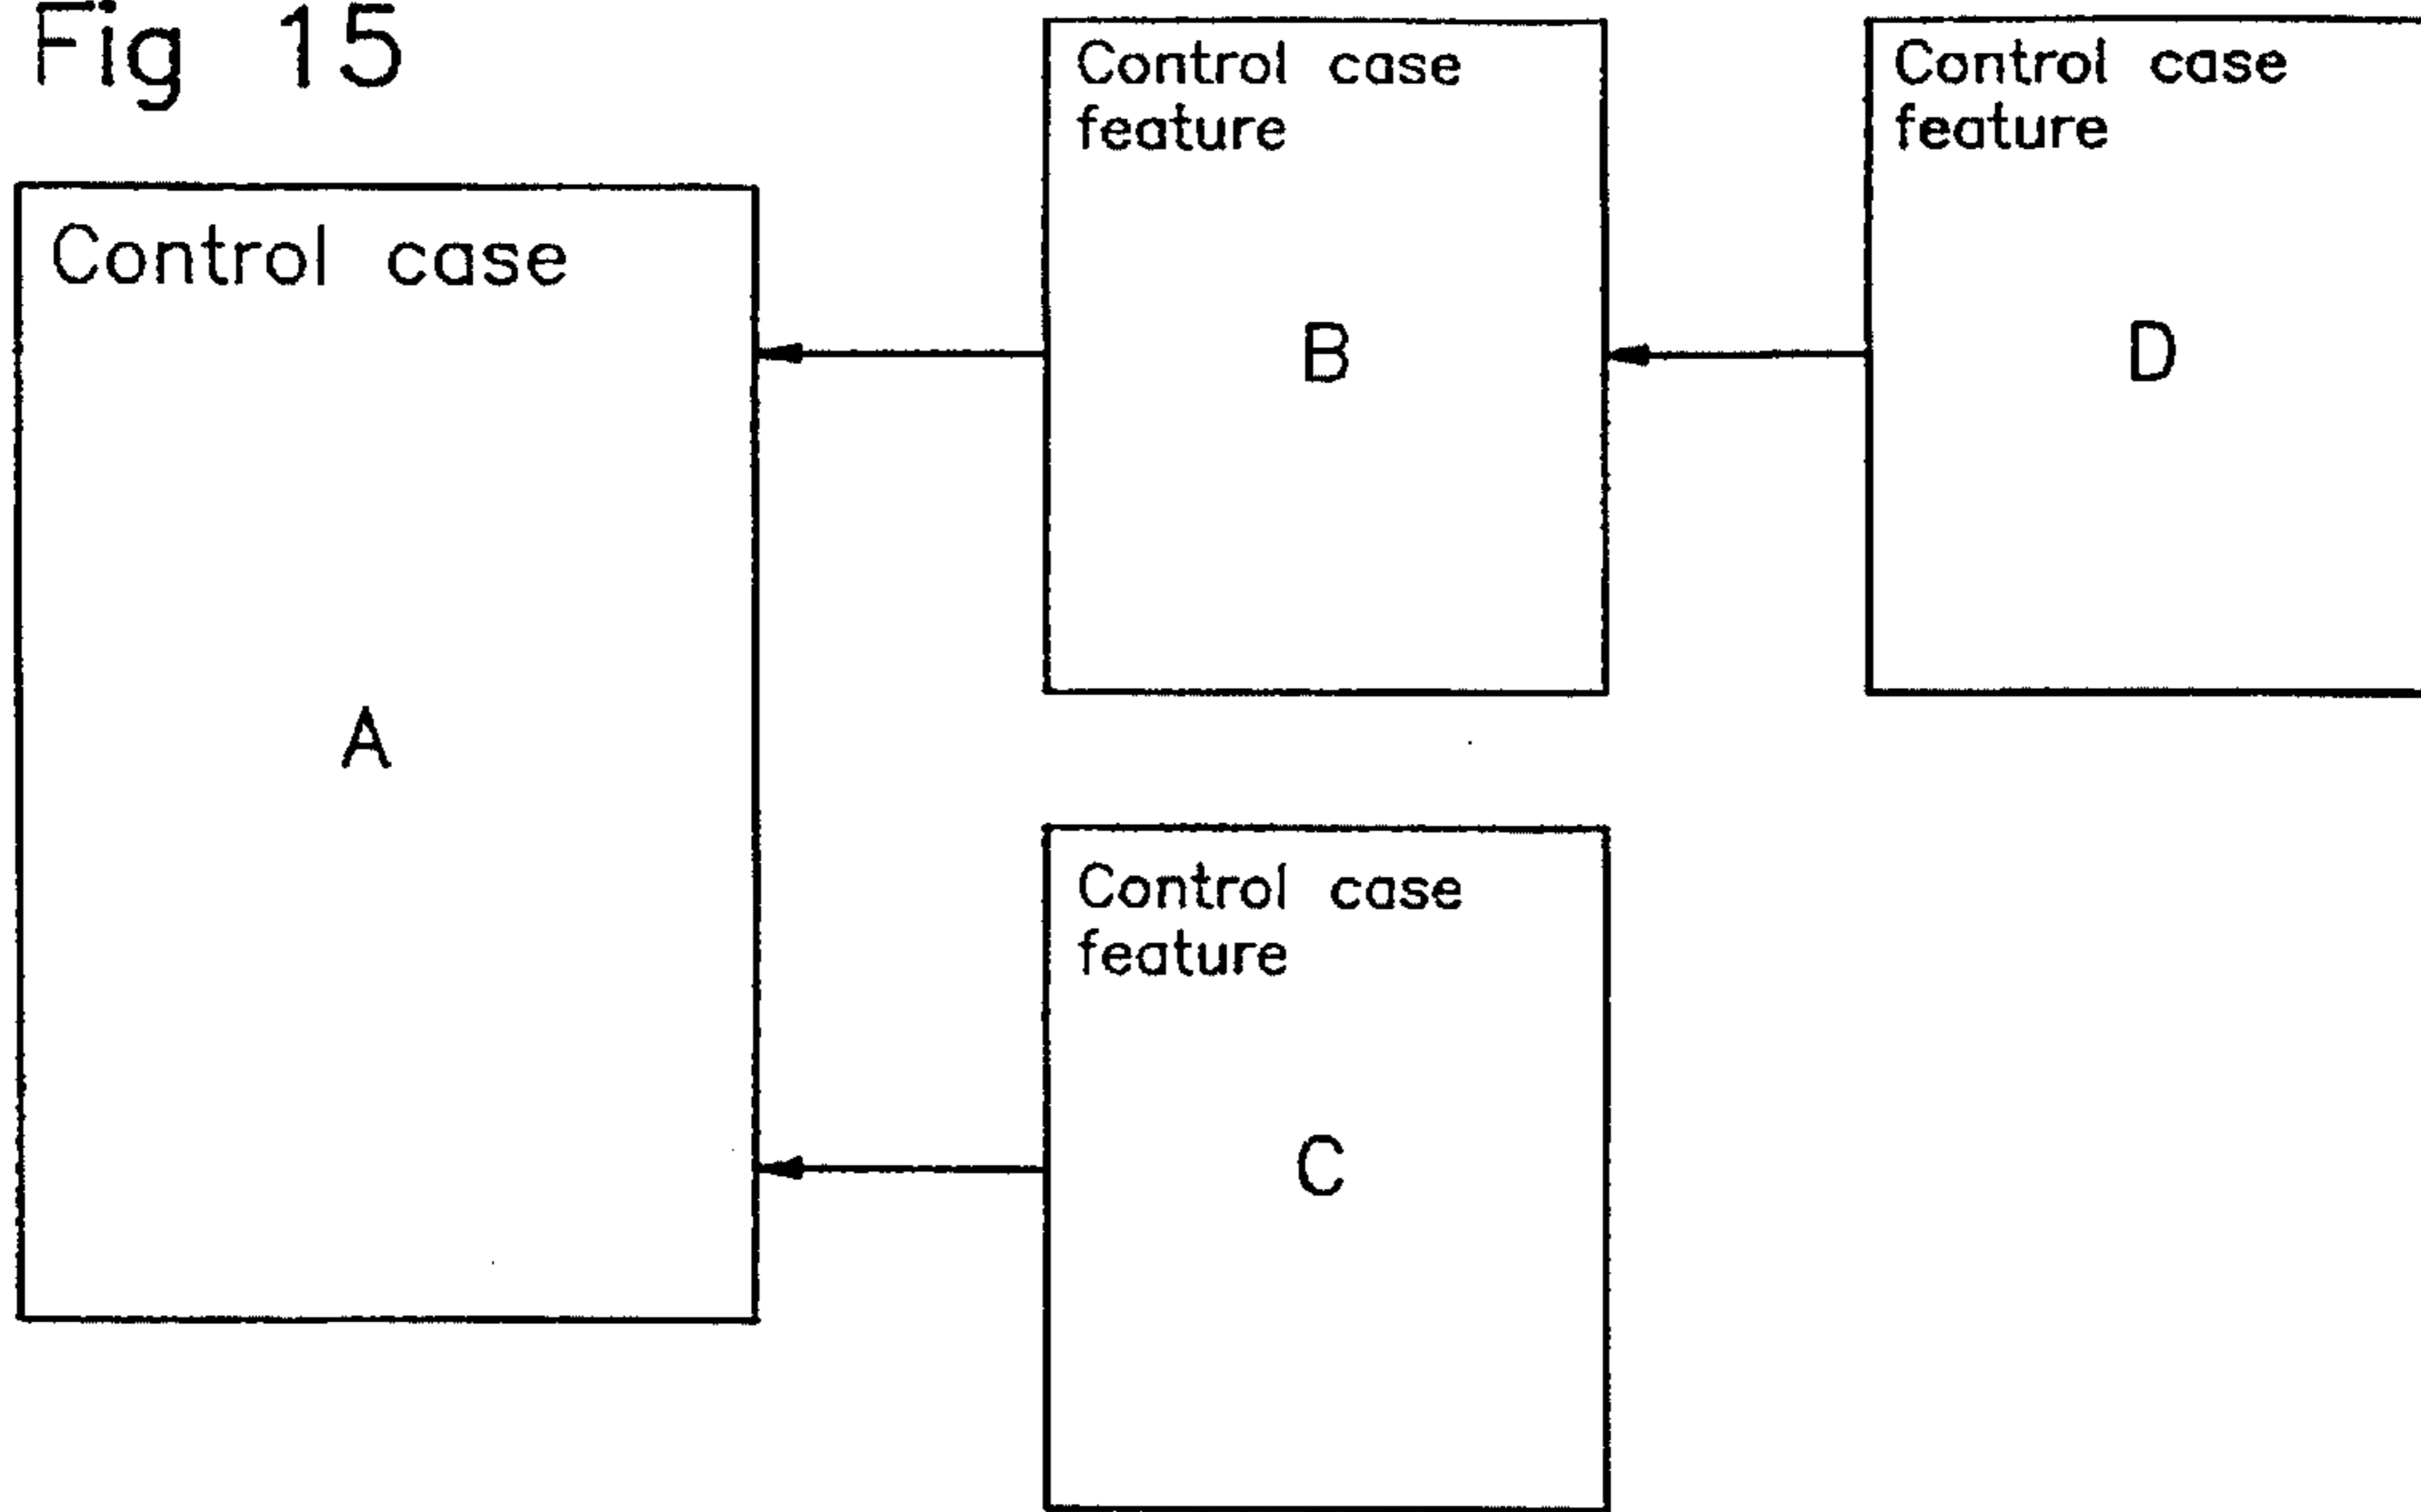 Fig 15
Control case
A
Control case
feature
B
Control case
feature
D
Control case
feature
C